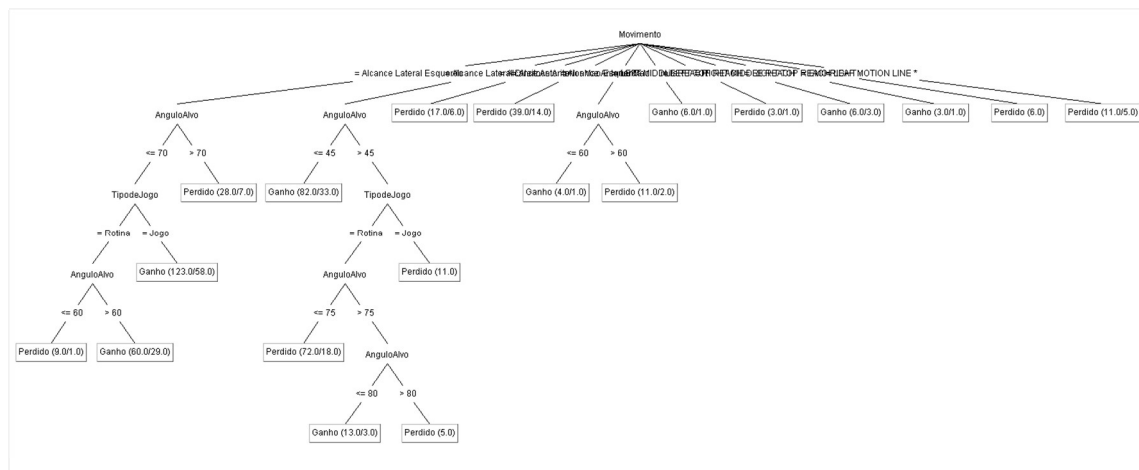 Movimento
= Alcance Lateral Esquerdo = Alcance Lateral MOTION LINE *
AnguloAlvo AnguloAlvo Perdido (17.0/6.0) Perdido (39.0/14.0) AnguloAlvo Ganho (6.0/1.0) Perdido (3.0/1.0) Ganho (6.0/3.0) Ganho (3.0/1.0) Perdido (6.0) Perdido (11.0/5.0)
<= 70 > 70 <= 45 > 45 <= 60 > 60
TipodeJogo Perdido (28.0/7.0) Ganho (82.0/33.0) TipodeJogo Ganho (4.0/1.0) Perdido (11.0/2.0)
= Rotina = Jogo = Rotina = Jogo
AnguloAlvo Ganho (123.0/58.0) AnguloAlvo Perdido (11.0)
<= 60 > 60 <= 75 > 75
Perdido (9.0/1.0) Ganho (60.0/29.0) Perdido (72.0/18.0) AnguloAlvo
<= 80 > 80
Ganho (13.0/3.0) Perdido (5.0)